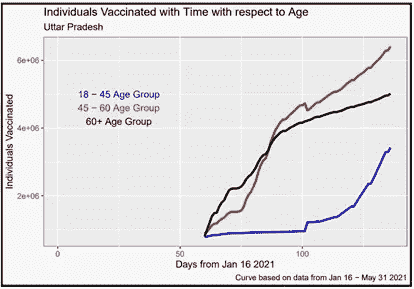 Individuals Vaccinated with Time with respect to Age
Uttar Pradesh
6e+06
4e+06
2e+06
Individuals Vaccinated
18 − 45 Age Group
45 − 60 Age Group
60+ Age Group
0
50
100
Days from Jan 16 2021
Curve based on data from Jan 16 − May 31 2021